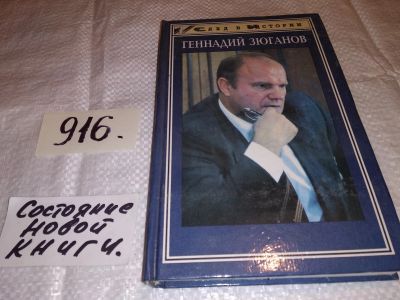 След в Истории
ГЕННАДИЙ ЗЮГАНОВ
916.
Состояние
новой
книги.